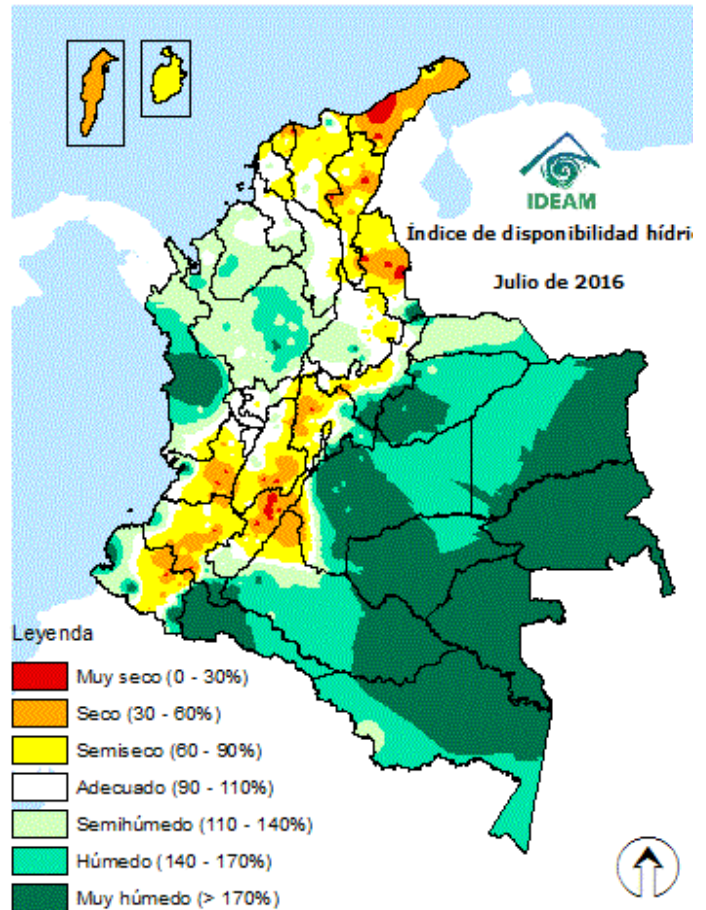 IDEAM
Índice de disponibilidad hídri
Julio de 2016
Leyenda
Muy seco (0 - 30%)
Seco (30 - 60%)
Semiseco (60 - 90%)
Adecuado (90 - 110%)
Semihúmedo (110 - 140%)
Húmedo (140 - 170%)
Muy húmedo (> 170%)